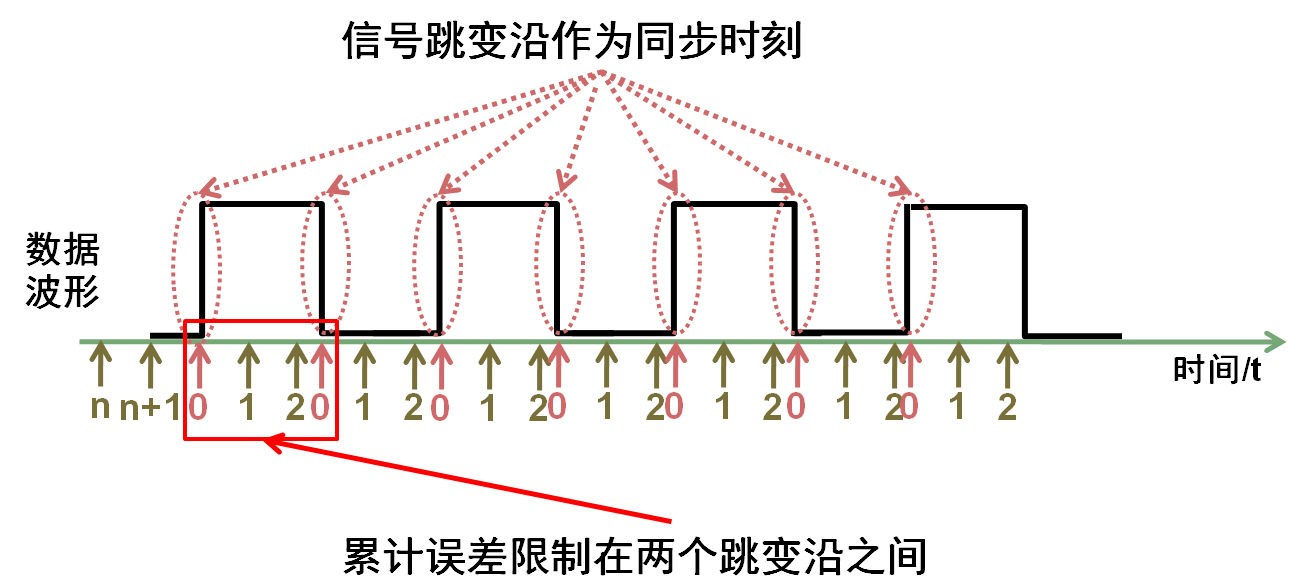 信号跳变沿作为同步时刻
数据
波形
时间/t
n n+1 0 1 2 0 1 2 0 1 2 0 1 2 0 1 2 0 1 2 0 1 2
累计误差限制在两个跳变沿之间